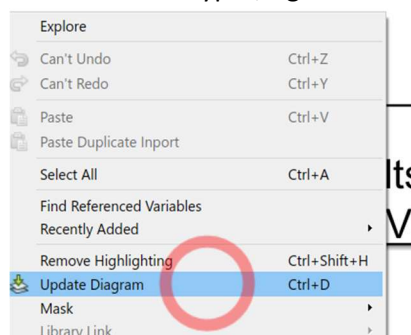 Explore
Can't Undo Ctrl+Z
Can't Redo Ctrl+Y
Paste Ctrl+V
Paste Duplicate Inport
Select All Ctrl+A
Find Referenced Variables
Recently Added
Remove Highlighting Ctrl+Shift+H
Update Diagram Ctrl+D
Mask
Library Link